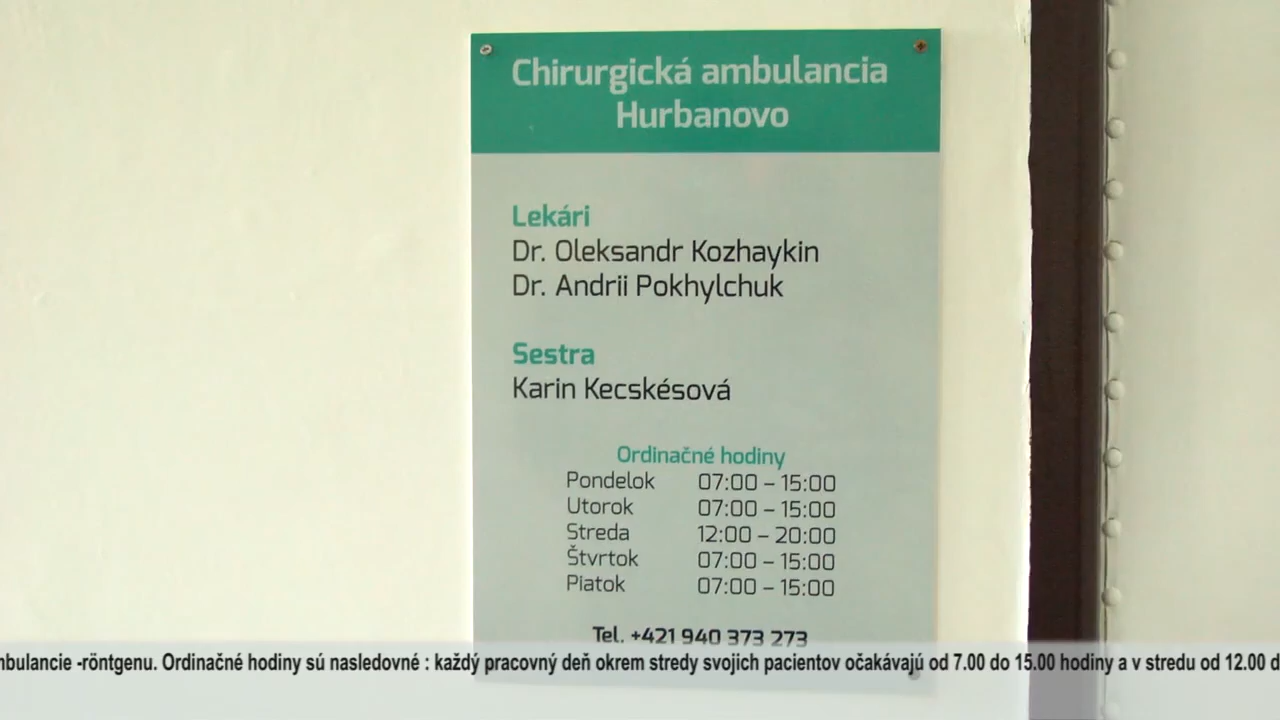 Chirurgická ambulancia
Hurbanovo
Lekári
Dr. Oleksandr Kozhaykin
Dr. Andrii Pokhylchuk
Sestra
Karin Kecskésová
Ordinačné hodiny
Pondelok 07:00 – 15:00
Utorok 07:00 – 15:00
Streda 12:00 – 20:00
Štvrtok 07:00 – 15:00
Piatok 07:00 – 15:00
Tel. +421 940 373 273
-röntgenu. Ordinačné hodiny sú nasledovné : každý pracovný deň okrem stredy svojich pacientov očakávajú od 7.00 do 15.00 hodiny a v stredu od 12.00